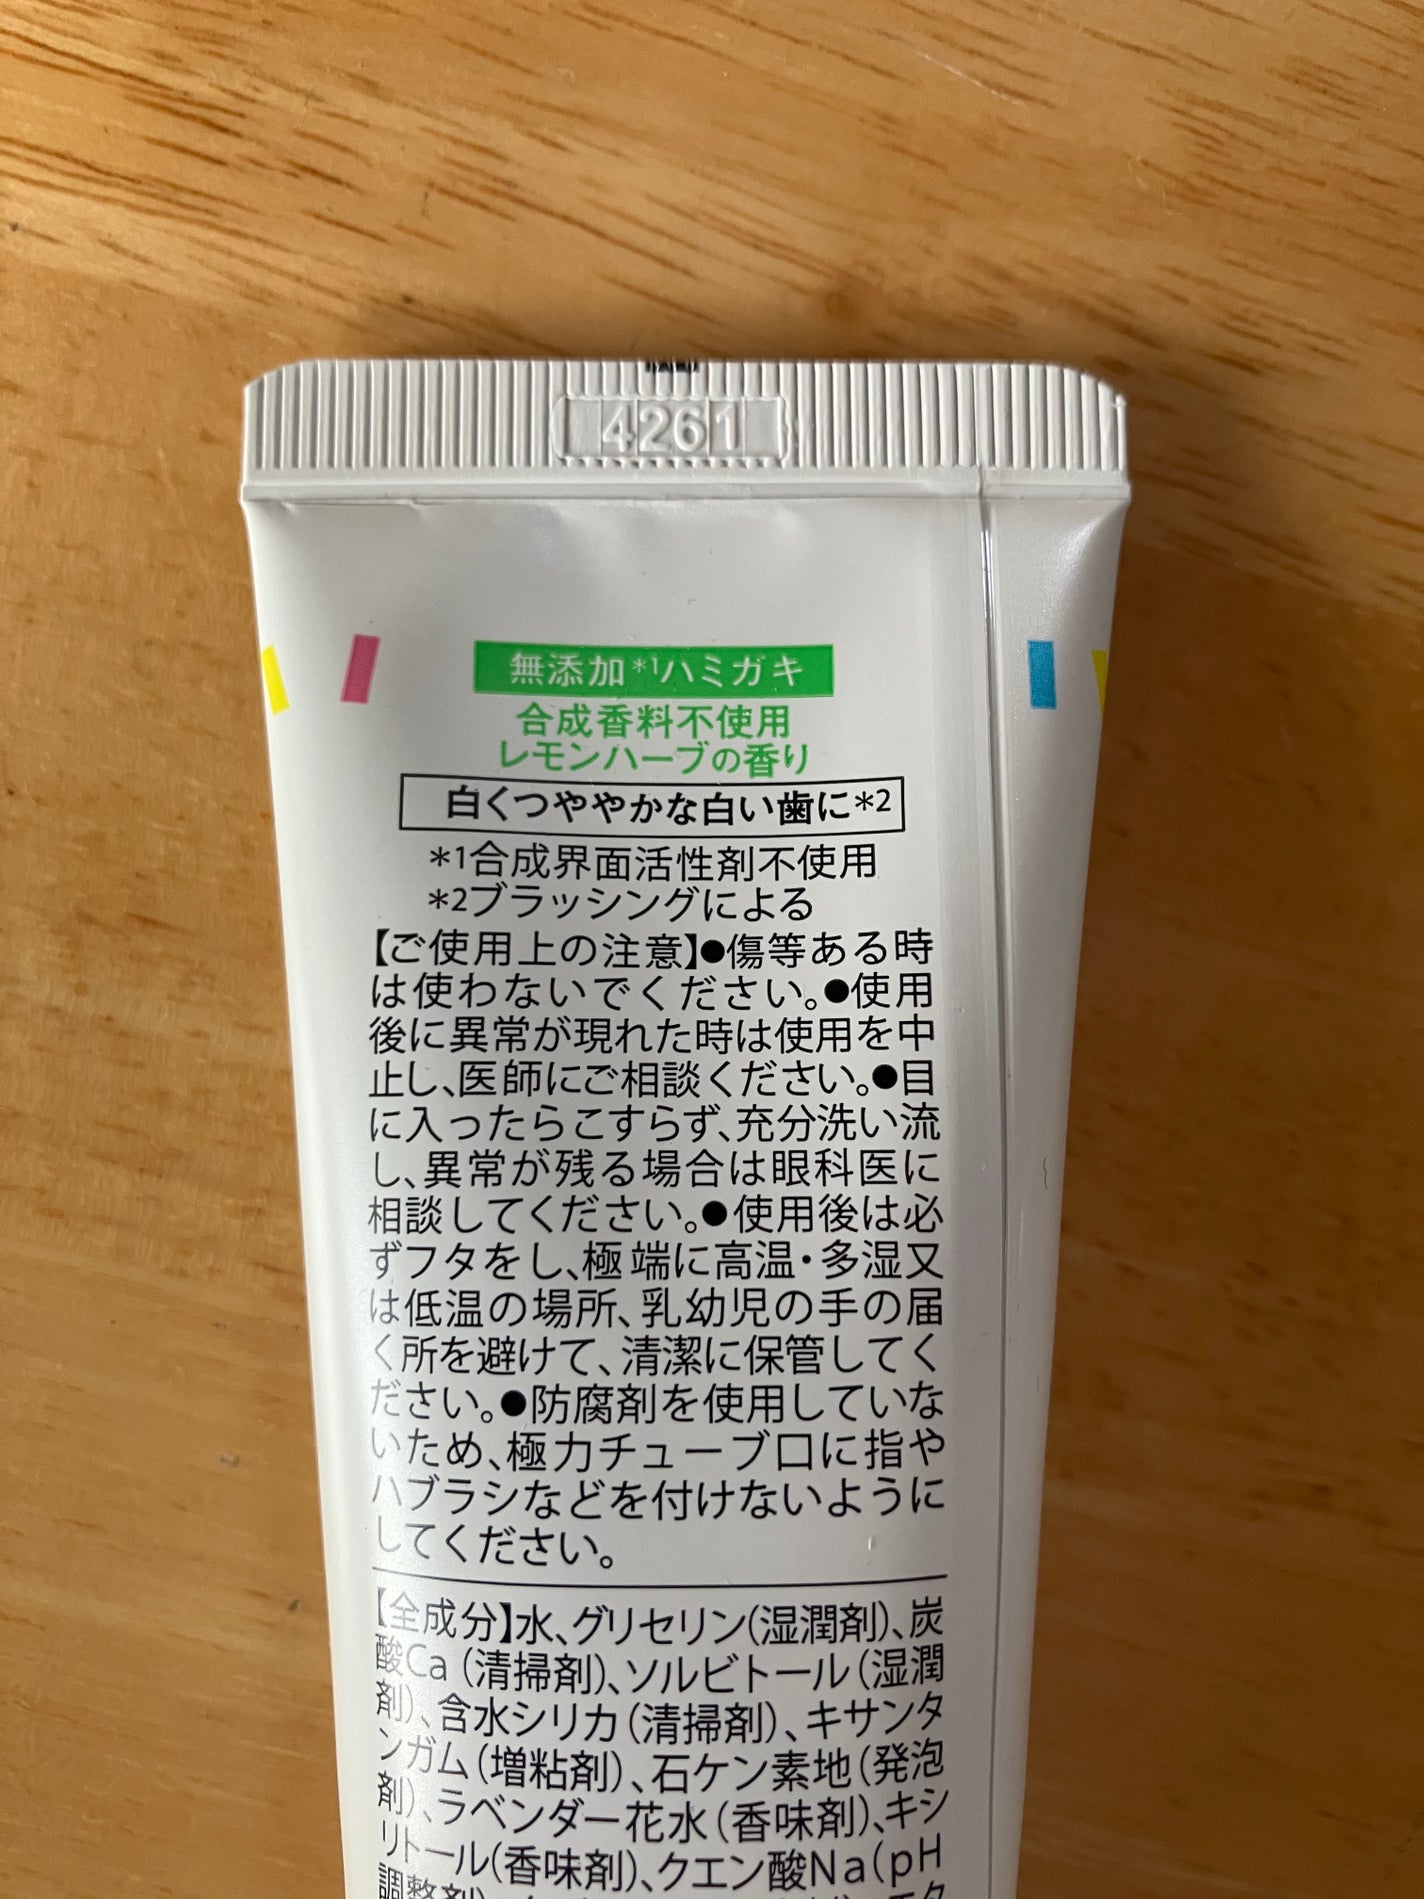 4261
無添加*1ハミガキ
合成香料不使用
レモンハーブの香り
白くつややかな白い歯に*2
*1合成界面活性剤不使用
*2ブラッシングによる
【ご使用上の注意】●傷等ある時
は使わないでください。●使用
後に異常が現れた時は使用を中
止し、医師にご相談ください。●目
に入ったらこすらず、充分洗い流
し、異常が残る場合は眼科医に
相談してください。●使用後は必
ずフタをし、極端に高温・多湿又
は低温の場所、乳幼児の手の届
く所を避けて、清潔に保管してく
ださい。●防腐剤を使用していな
いため、極力チューブ口に指や
ハブラシなどを付けないように
してください。
【全成分】水、グリセリン(湿潤剤)、炭
酸Ca(清掃剤)、ソルビトール(湿潤
剤)、含水シリカ(清掃剤)、キサンタ
ンガム(増粘剤)、石ケン素地(発泡
剤)、ラベンダー花水(香味剤)、キシ
リトール(香味剤)、クエン酸Na(pH
調整剤)